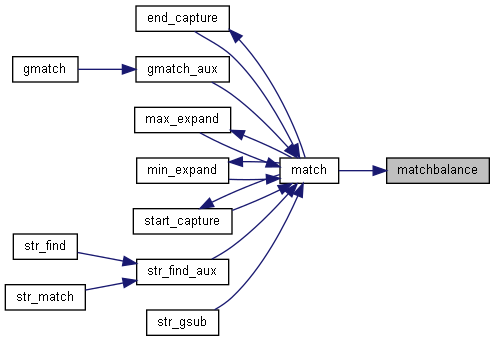 end_capture
gmatch
gmatch_aux
max_expand
min_expand
match
matchbalance
start_capture
str_find
str_find_aux
str_match
str_gsub